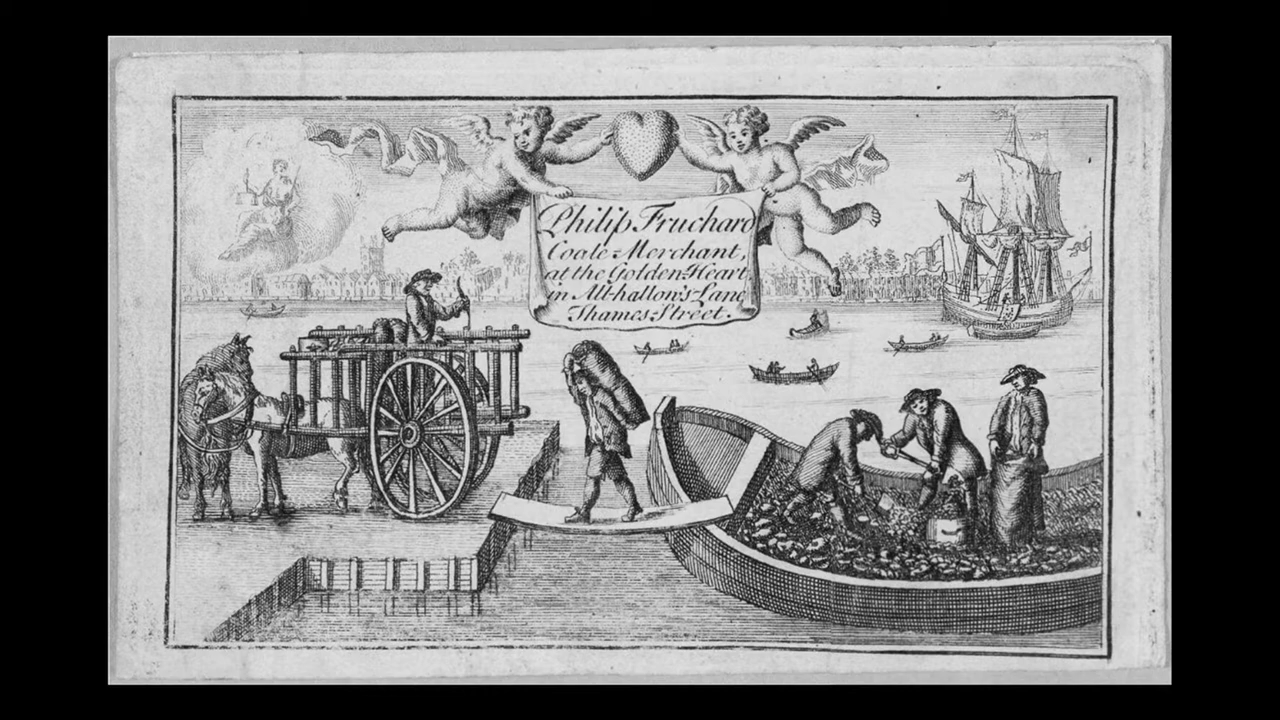 Philip Fruchard
Coale=Merchant,
at the Golden=Heart,
in All-hallow's Lane
Thames=Street.